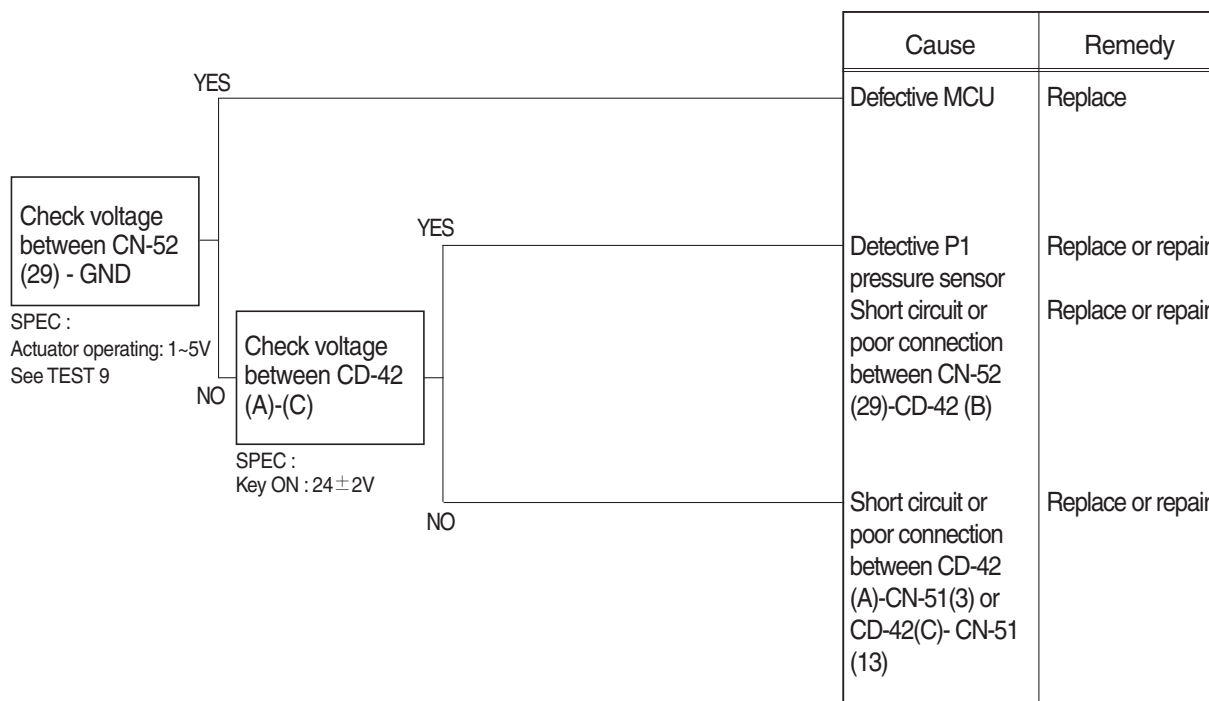 Cause
Remedy
YES
Defective MCU
Replace
Check voltage
between CN-52
(29) - GND
SPEC :
Actuator operating: 1~5V
See TEST 9
NO
YES
Detective P1
pressure sensor
Replace or repair
Check voltage
between CD-42
(A)-(C)
SPEC :
Key ON : 24±2V
Short circuit or
poor connection
between CN-52
(29)-CD-42 (B)
Replace or repair
NO
Short circuit or
poor connection
between CD-42
(A)-CN-51(3) or
CD-42(C)- CN-51
(13)
Replace or repair